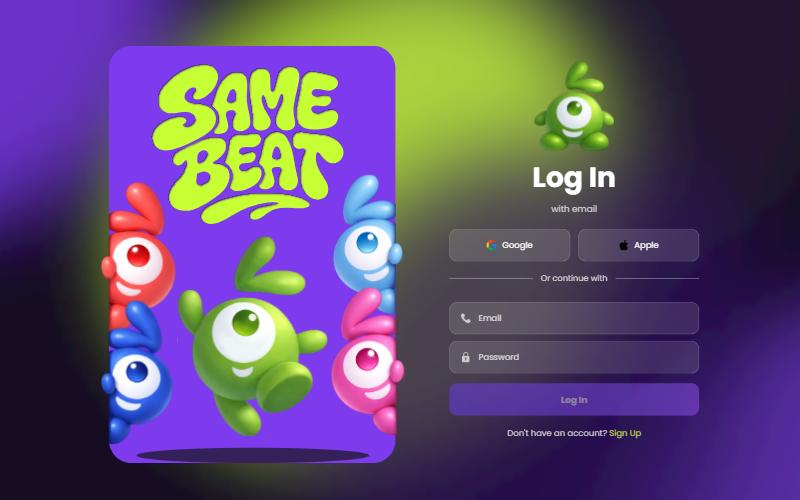 SAME
BEAT
Log In
with email
Google
Apple
Or continue with
Email
Password
Log In
Don't have an account? Sign Up